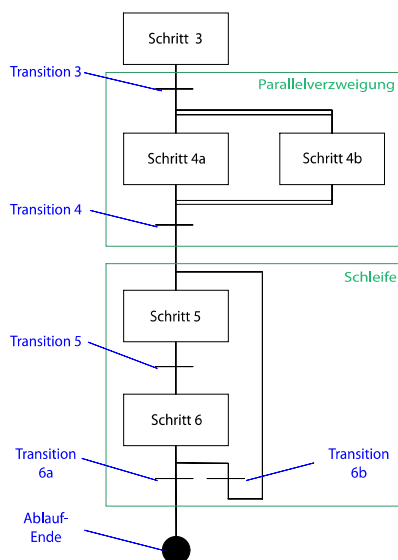 Schritt 3
Transition 3
Parallelverzweigung
Schritt 4a
Schritt 4b
Transition 4
Schleife
Schritt 5
Transition 5
Schritt 6
Transition
6a
Transition
6b
Ablauf-
Ende